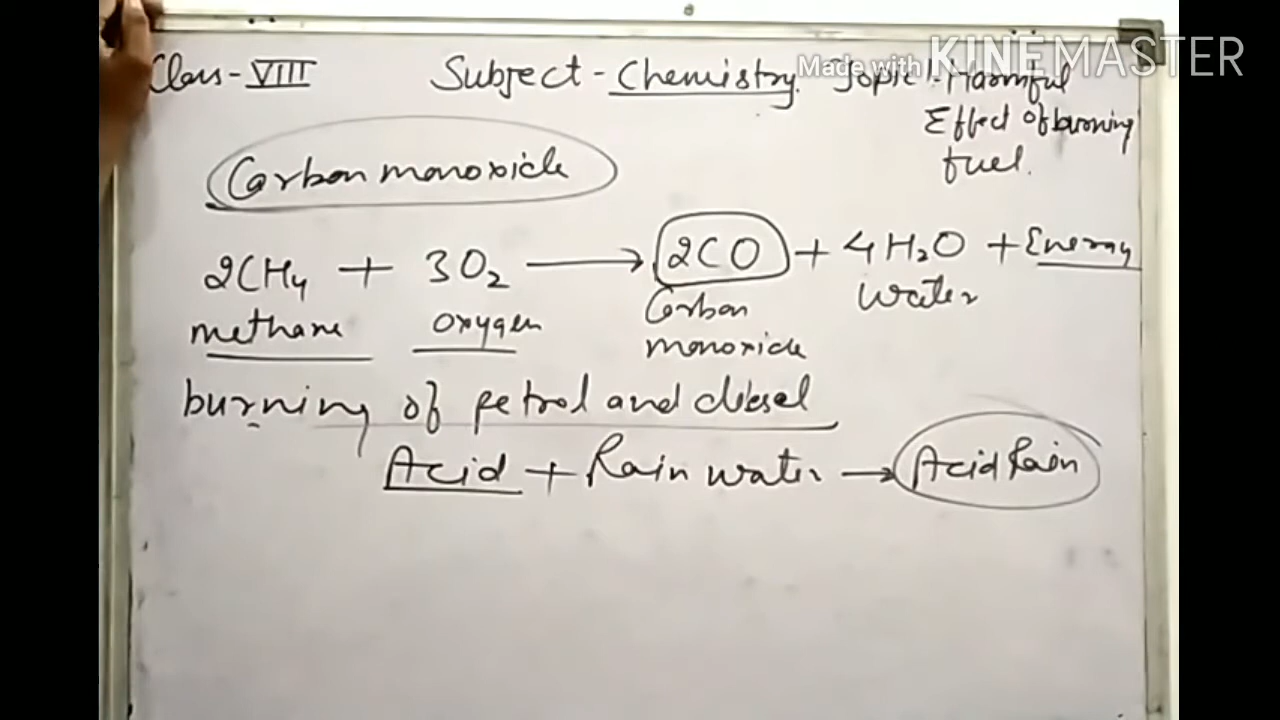 Class - VIII Subject - Chemistry. Topic :- Harmful
Effect of burning
fuel.
Made with KINEMASTER
Carbon monoxide
2CH₄ + 3O₂ → 2CO + 4H₂O + Energy
methane oxygen Carbon monoxide water
burning of petrol and diesel
Acid + Rain water → Acid Rain